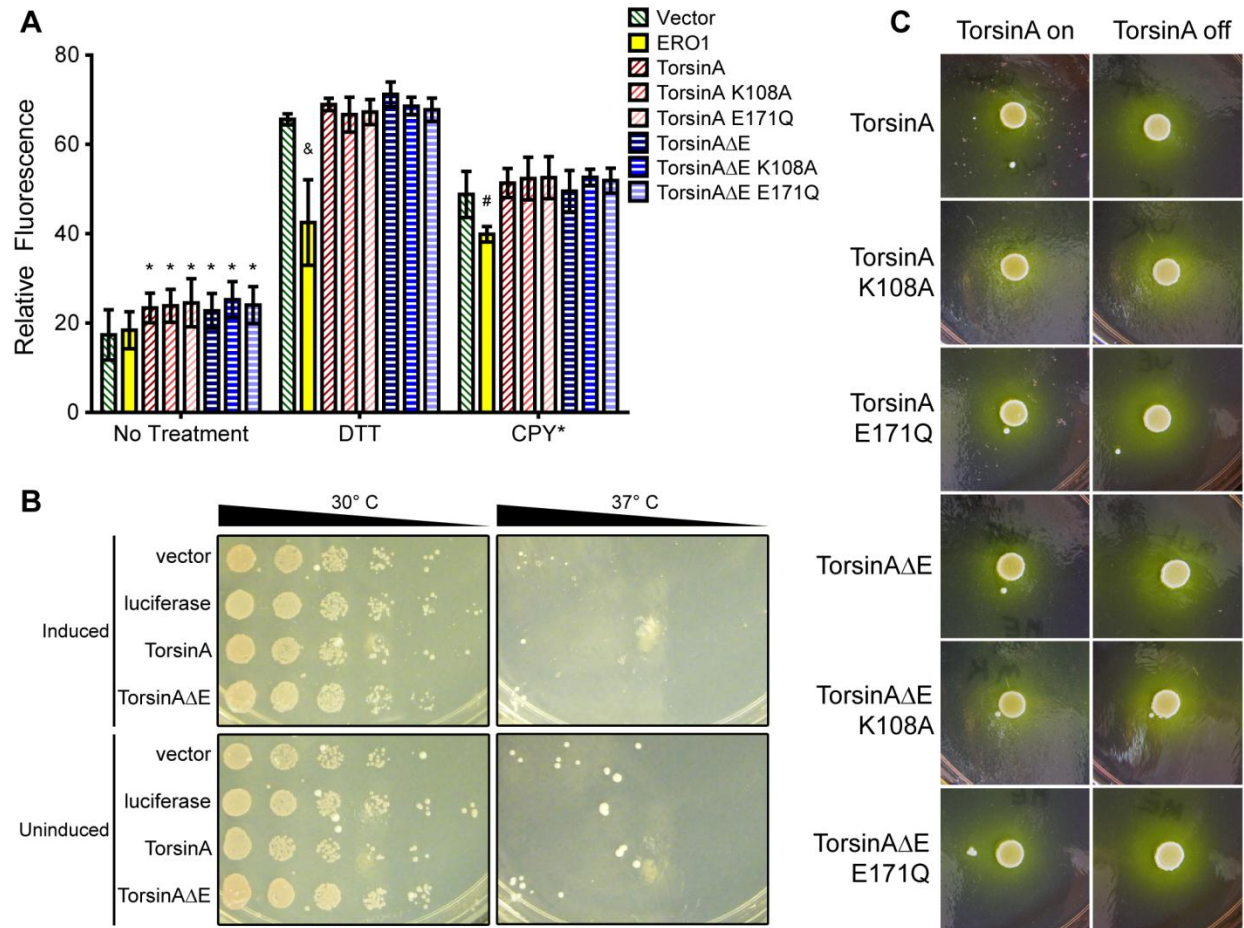 A
Vector
ERO1
TorsinA
TorsinA K108A
TorsinA E171Q
TorsinAΔE
TorsinAΔE K108A
TorsinAΔE E171Q
Relative Fluorescence
80
60
40
20
0
&
#
* * * * * *
No Treatment
DTT
CPY*
B
30° C
37° C
Induced
vector
luciferase
TorsinA
TorsinAΔE
Uninduced
vector
luciferase
TorsinA
TorsinAΔE
C
TorsinA on
TorsinA off
TorsinA
TorsinA
K108A
TorsinA
E171Q
TorsinAΔE
TorsinAΔE
K108A
TorsinAΔE
E171Q